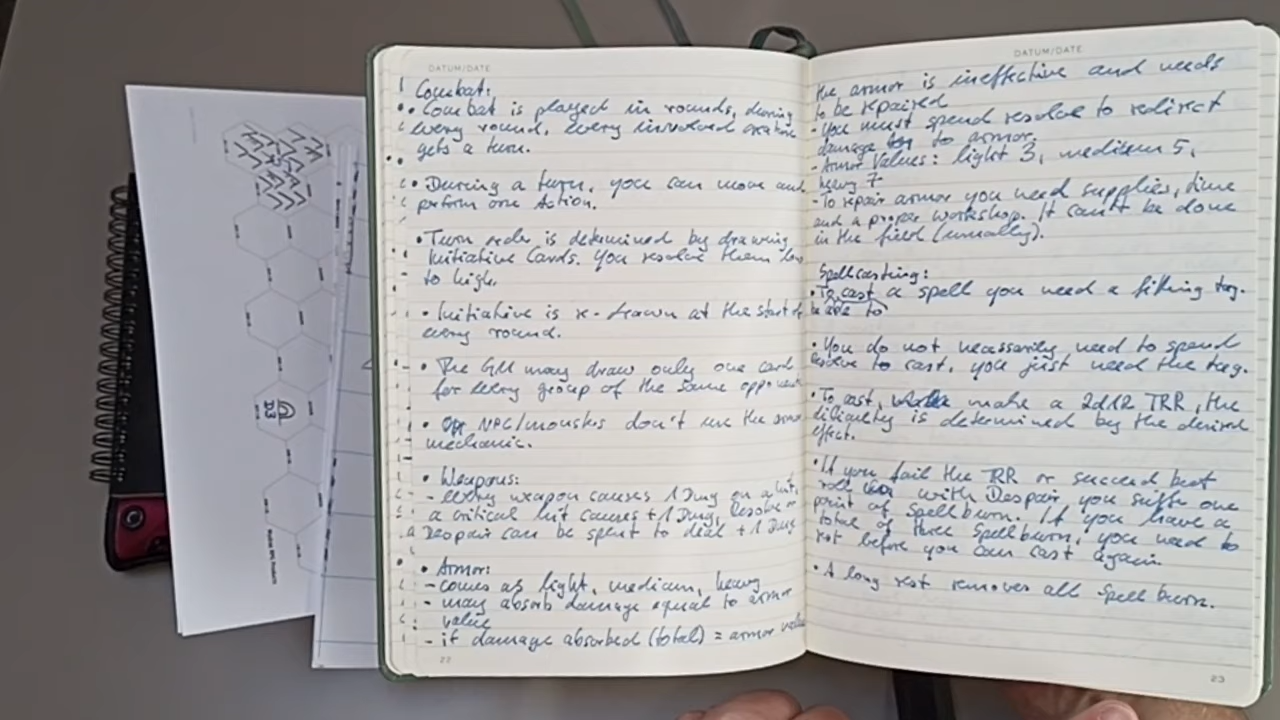 DATUM/DATE
Combat:
• Combat is played in rounds, during
every round, every involved creature
gets a turn.
• During a turn, you can move and
perform one Action.
• Turn order is determined by drawing
Initiative Cards. You resolve them low
to high.
• Initiative is re-drawn at the start of
every round.
• The GM may draw only one card
for every group of the same opponent
• NPC/monsters don't use the armor
mechanic.
• Weapons:
- every weapon causes 1 Dmg on a hit,
a critical hit causes +1 Dmg, Resolve or
Despair can be spent to deal +1 Dmg
• Armor:
- comes as light, medium, heavy
- may absorb damage equal to armor
value
- if damage absorbed (total) = armor value
22
DATUM/DATE
the armor is ineffective and needs
to be repaired
- You must spend resolve to redirect
damage to armor.
- Armor Values: light 3, medium 5,
heavy 7
- To repair armor you need supplies, time
and a proper workshop. It can't be done
in the field (usually).
Spellcasting:
• To cast a spell you need a fitting tag.
be able to
• You do not necessarily need to spend
resolve to cast, you just need the tag.
• To cast, make a 2d12 TRR, the
difficulty is determined by the desired
effect.
• If you fail the TRR or succeed but
roll with Despair you suffer one
point of Spellburn. If you have a
total of three Spellburn, you need to
rest before you can cast again.
• A long rest removes all Spellburn.
23